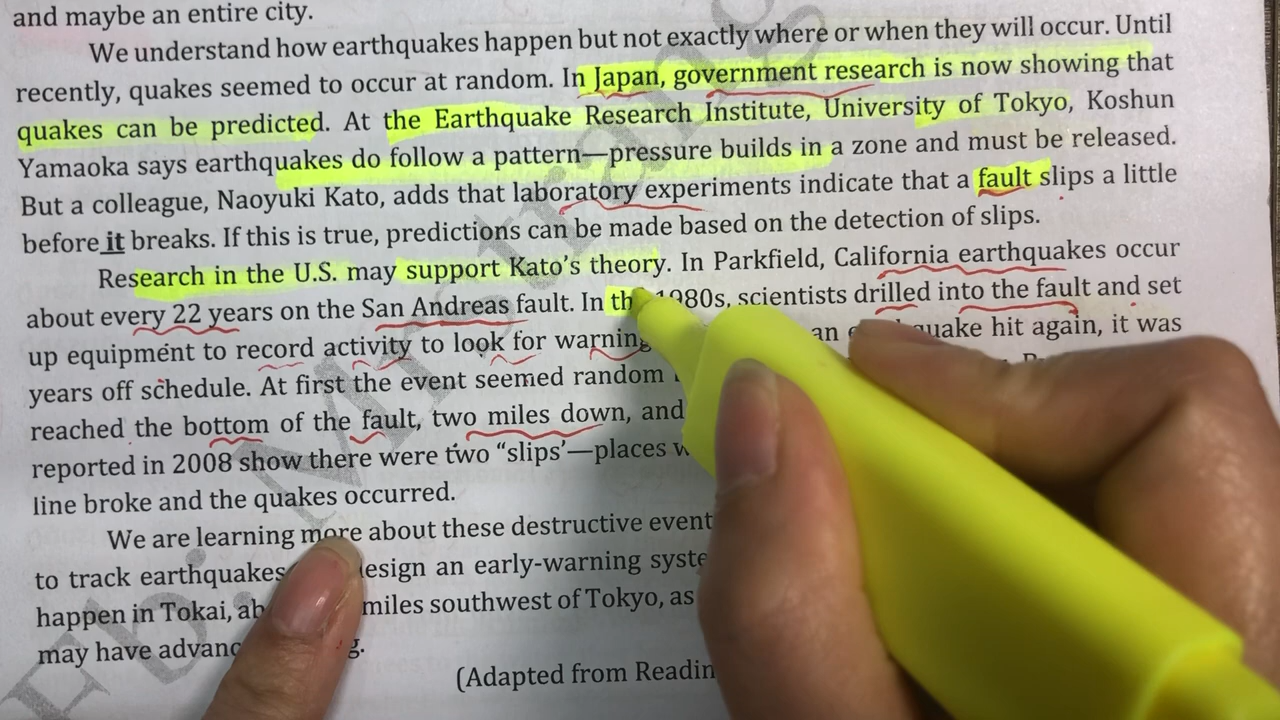 and maybe an entire city.
We understand how earthquakes happen but not exactly where or when they will occur. Until
recently, quakes seemed to occur at random. In Japan, government research is now showing that
quakes can be predicted. At the Earthquake Research Institute, University of Tokyo, Koshun
Yamaoka says earthquakes do follow a pattern—pressure builds in a zone and must be released.
But a colleague, Naoyuki Kato, adds that laboratory experiments indicate that a fault slips a little
before it breaks. If this is true, predictions can be made based on the detection of slips.
Research in the U.S. may support Kato's theory. In Parkfield, California earthquakes occur
about every 22 years on the San Andreas fault. In 1980s, scientists drilled into the fault and set
up equipment to record activity to look for hit again, it was
years off schedule. At first the event seemed random
reached the bottom of the fault, two miles down, and
reported in 2008 show there were two “slips’—places
line broke and the quakes occurred.
We are learning more about these destructive
to track earthquakes an early-warning
happen in Tokai, miles southwest of Tokyo, as
may have
(Adapted from
Fb: Mr